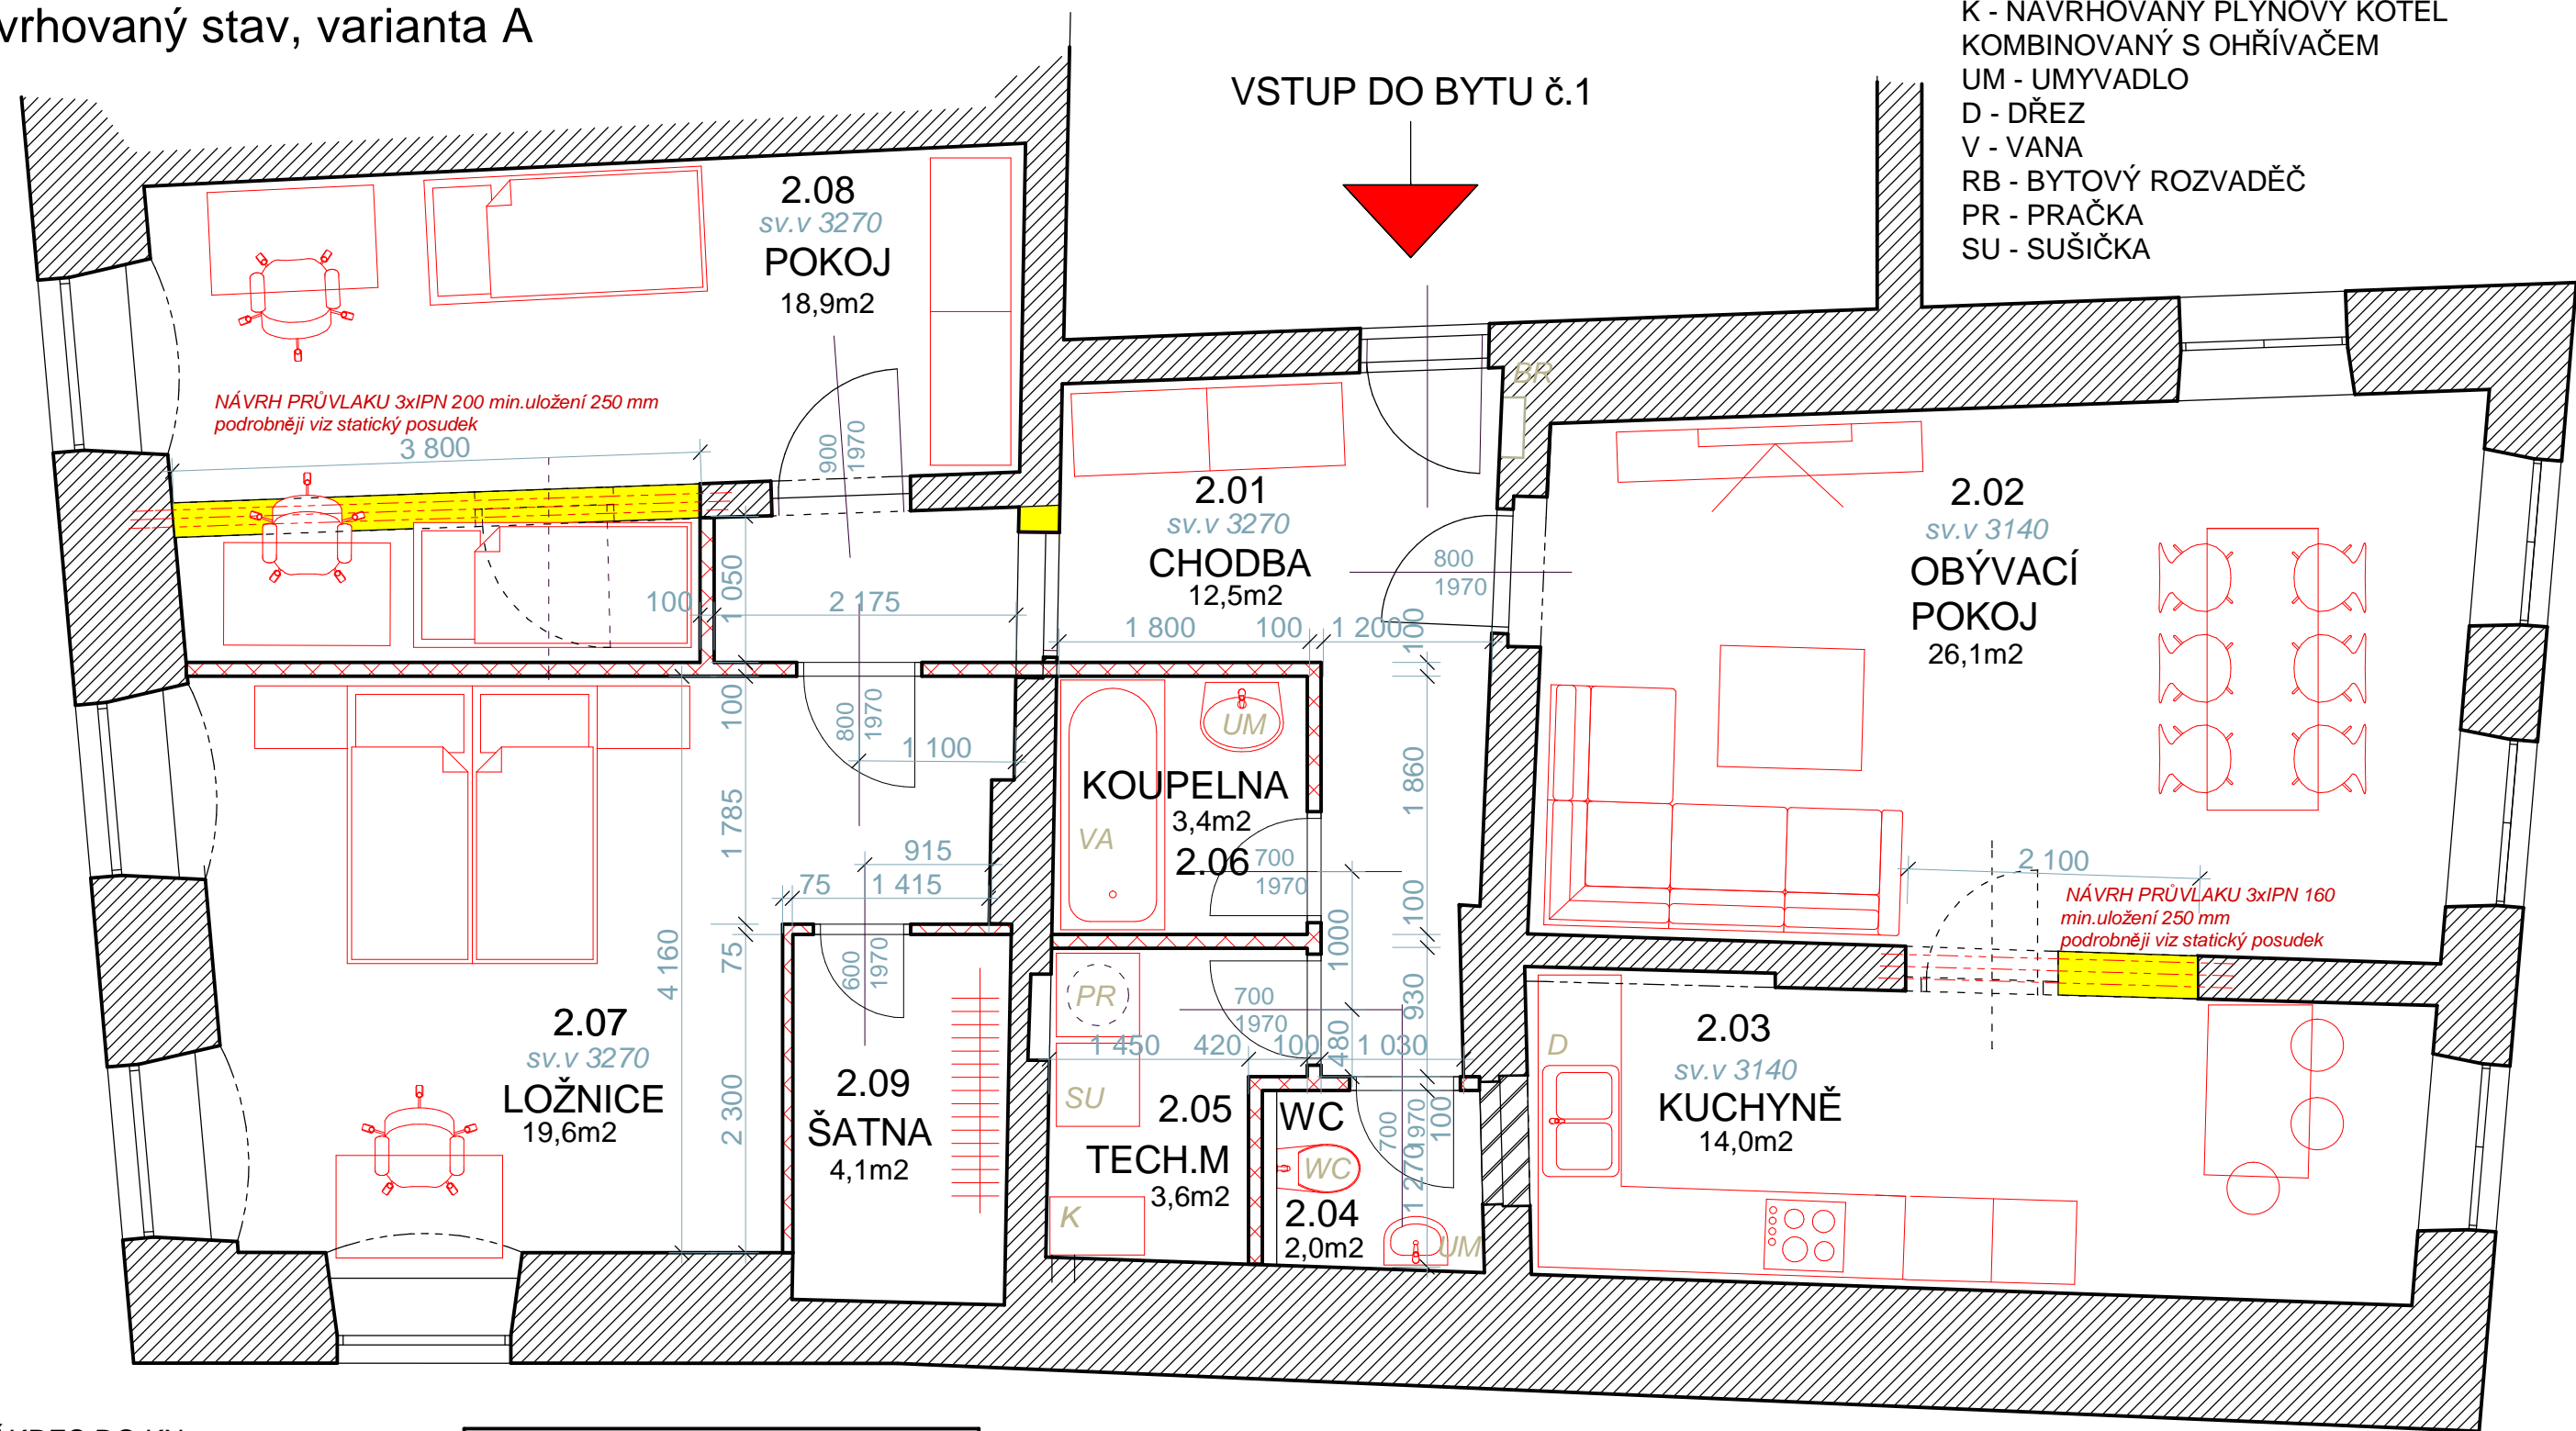 vrhovaný stav, varianta A
K - NAVRHOVANÝ PLYNOVÝ KOTEL
KOMBINOVANÝ S OHŘÍVAČEM
UM - UMYVADLO
D - DŘEZ
V - VANA
RB - BYTOVÝ ROZVADĚČ
PR - PRAČKA
SU - SUŠIČKA
VSTUP DO BYTU č.1
2.08
sv.v 3270
POKOJ
18,9m2
NÁVRH PRŮVLAKU 3xIPN 200 min.uložení 250 mm
podrobněji viz statický posudek
3 800
900
1970
BR
2.01
sv.v 3270
CHODBA
12,5m2
800
1970
2.02
sv.v 3140
OBÝVACÍ
POKOJ
26,1m2
100
1 050
2 175
1 800
100
1 200
100
100
800
1970
1 100
UM
KOUPELNA
3,4m2
VA
2.06
700
1970
1 860
1 785
915
75
1 415
100
1000
2 100
NÁVRH PRŮVLAKU 3xIPN 160
min.uložení 250 mm
podrobněji viz statický posudek
4 160
75
600
1970
PR
700
1970
930
480
1 450
420
100
1 030
2.07
sv.v 3270
LOŽNICE
19,6m2
2 300
2.09
ŠATNA
4,1m2
SU
2.05
TECH.M
3,6m2
K
WC
WC
2.04
2,0m2
700
1970
100
1 270
UM
D
2.03
sv.v 3140
KUCHYNĚ
14,0m2